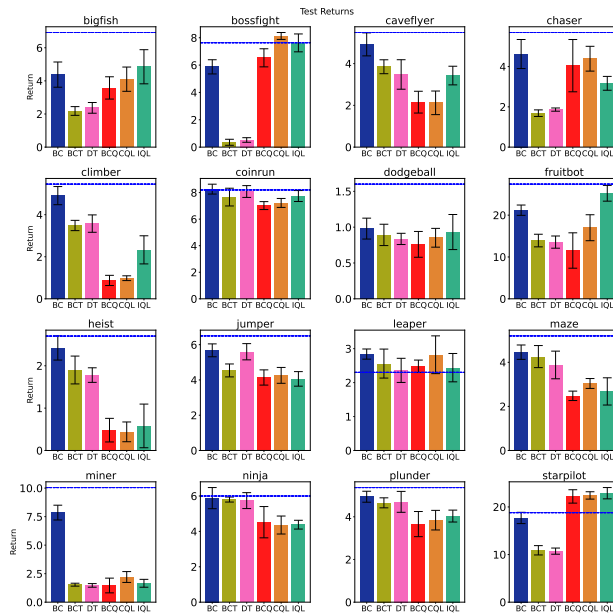 Test Returns
bigfish bossfight caveflyer chaser
Return
0 2 4 6
0 2 4 6 8
0 2 4
0 2 4
BC BCT DT BCQ CQL IQL BC BCT DT BCQ CQL IQL BC BCT DT BCQ CQL IQL BC BCT DT BCQ CQL IQL
climber coinrun dodgeball fruitbot
Return
0 2 4
0 2 4 6 8
0.0 0.5 1.0 1.5
0 10 20
BC BCT DT BCQ CQL IQL BC BCT DT BCQ CQL IQL BC BCT DT BCQ CQL IQL BC BCT DT BCQ CQL IQL
heist jumper leaper maze
Return
0 1 2
0 2 4 6
0 1 2 3
0 2 4
BC BCT DT BCQ CQL IQL BC BCT DT BCQ CQL IQL BC BCT DT BCQ CQL IQL BC BCT DT BCQ CQL IQL
miner ninja plunder starpilot
Return
0.0 2.5 5.0 7.5 10.0
0 2 4 6
0 2 4
0 10 20
BC BCT DT BCQ CQL IQL BC BCT DT BCQ CQL IQL BC BCT DT BCQ CQL IQL BC BCT DT BCQ CQL IQL